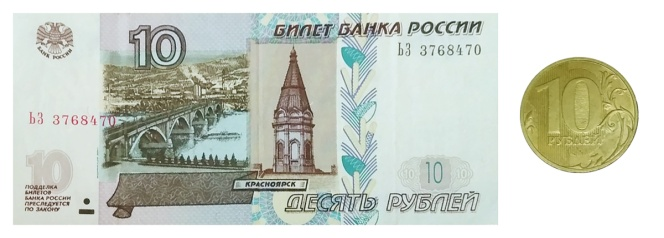 БИЛЕТ БАНКА РОССИИ
10
БАНК РОССИИ
ЬЗ 3768470
ЬЗ 3768470
10
10
ПОДДЕЛКА
БИЛЕТОВ
БАНКА РОССИИ
ПРЕСЛЕДУЕТСЯ
ПО ЗАКОНУ
КРАСНОЯРСК
ДЕСЯТЬ РУБЛЕЙ
10
РУБЛЕЙ